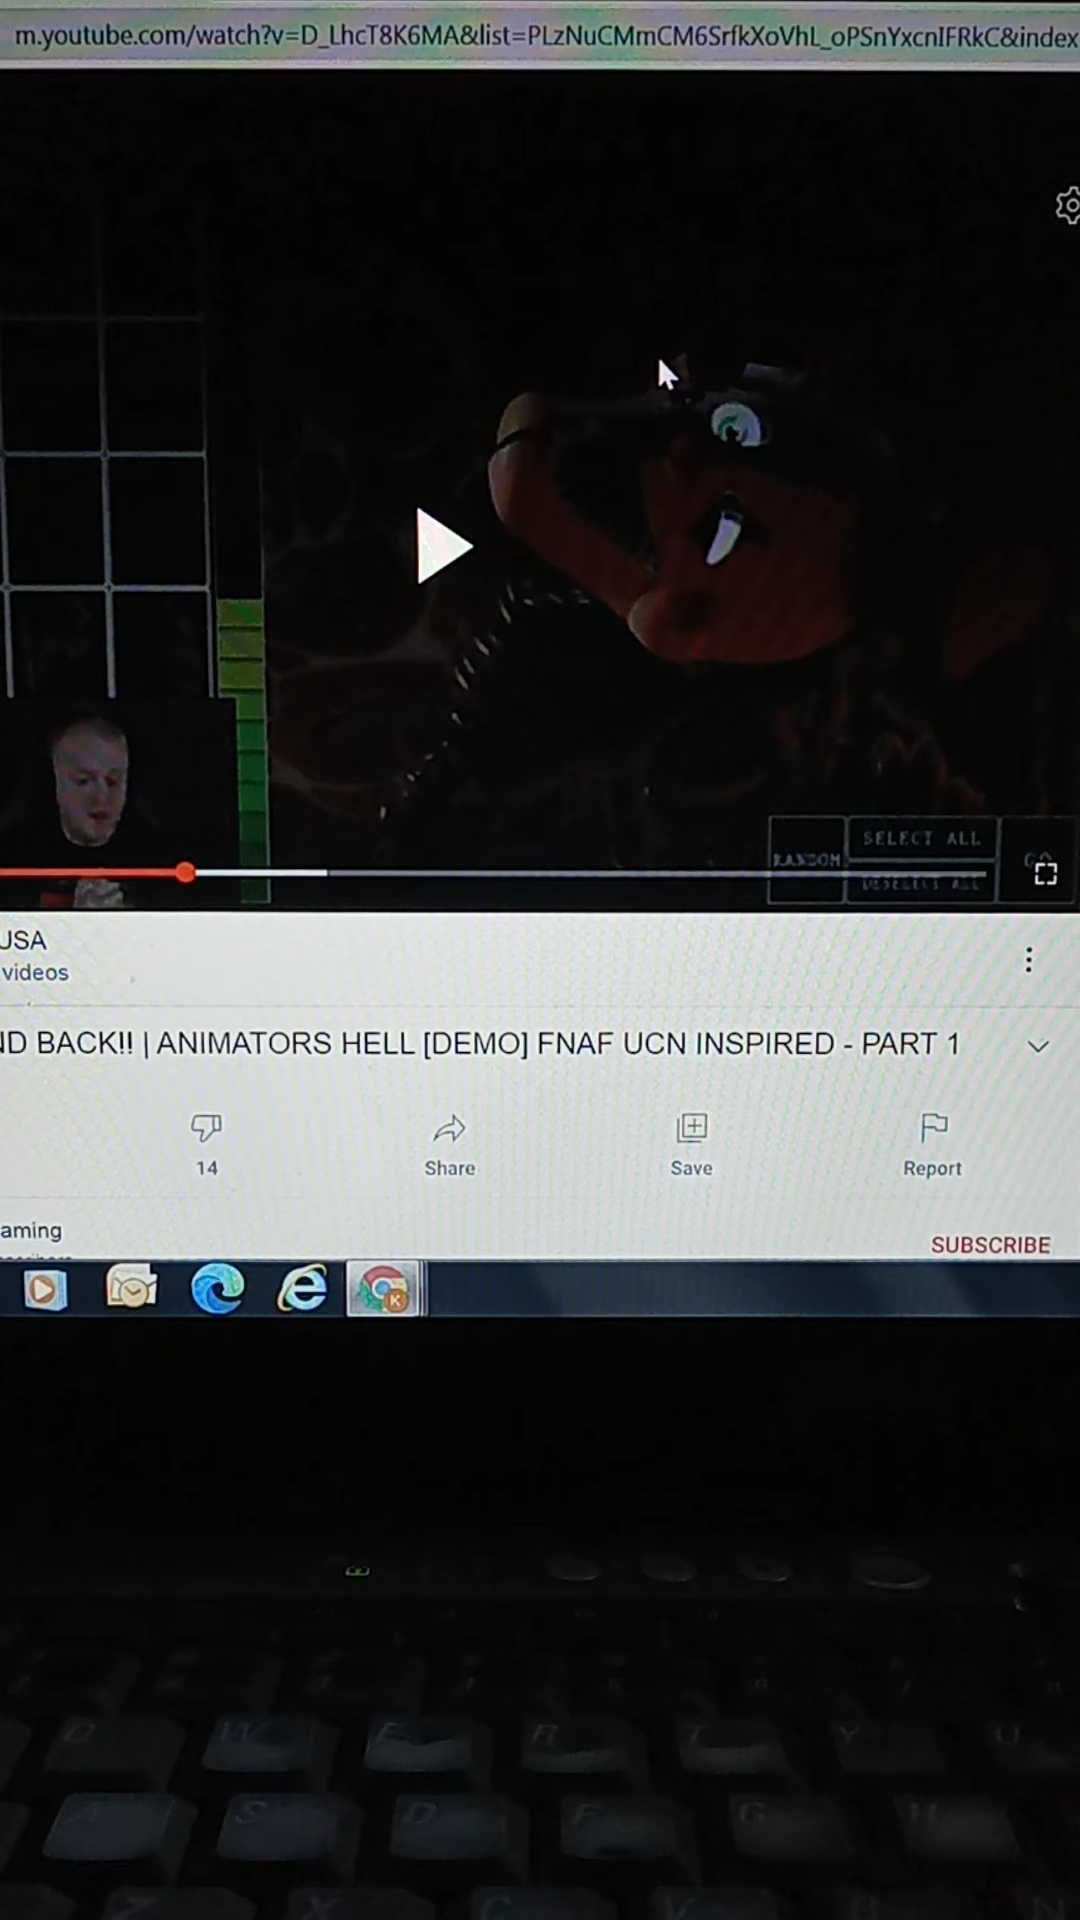 m.youtube.com/watch?v=D_LhcT8K6MA&list=PLzNuCMmCM6SrfkXoVhL_oPSnYxcnIFRkC&index
SELECT ALL
RANDOM
DESELECT ALL
USA
videos
ND BACK!! | ANIMATORS HELL [DEMO] FNAF UCN INSPIRED - PART 1
14
Share
Save
Report
aming
SUBSCRIBE
K
W E R T Y U
A S D F G H
Z X C V B N